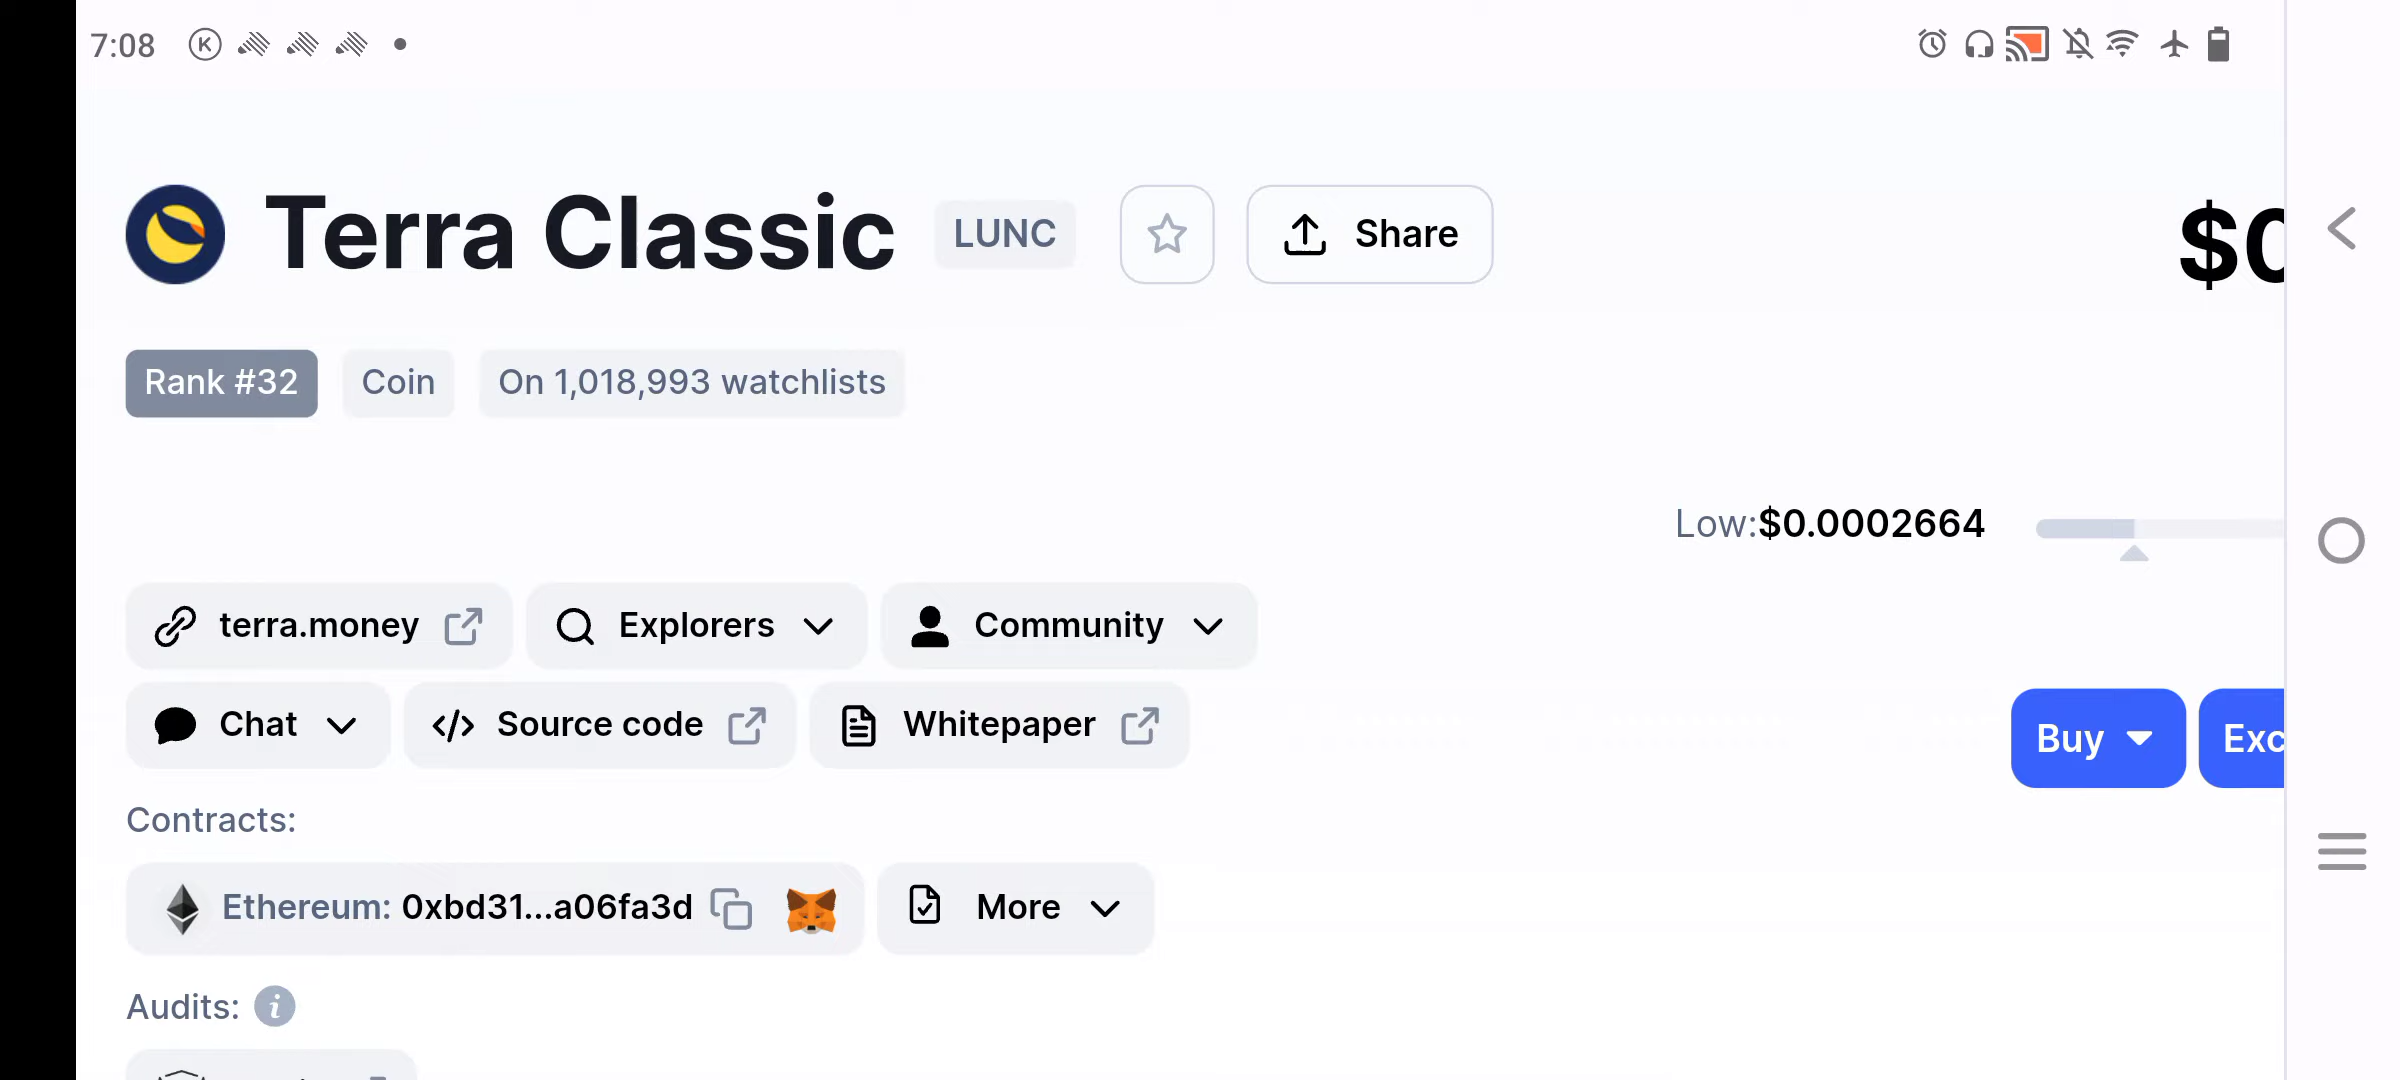 7:08
Terra Classic LUNC Share $0
Rank #32 Coin On 1,018,993 watchlists
Low:$0.0002664
terra.money Explorers Community
Chat Source code Whitepaper
Buy Exc
Contracts:
Ethereum: 0xbd31...a06fa3d More
Audits: i